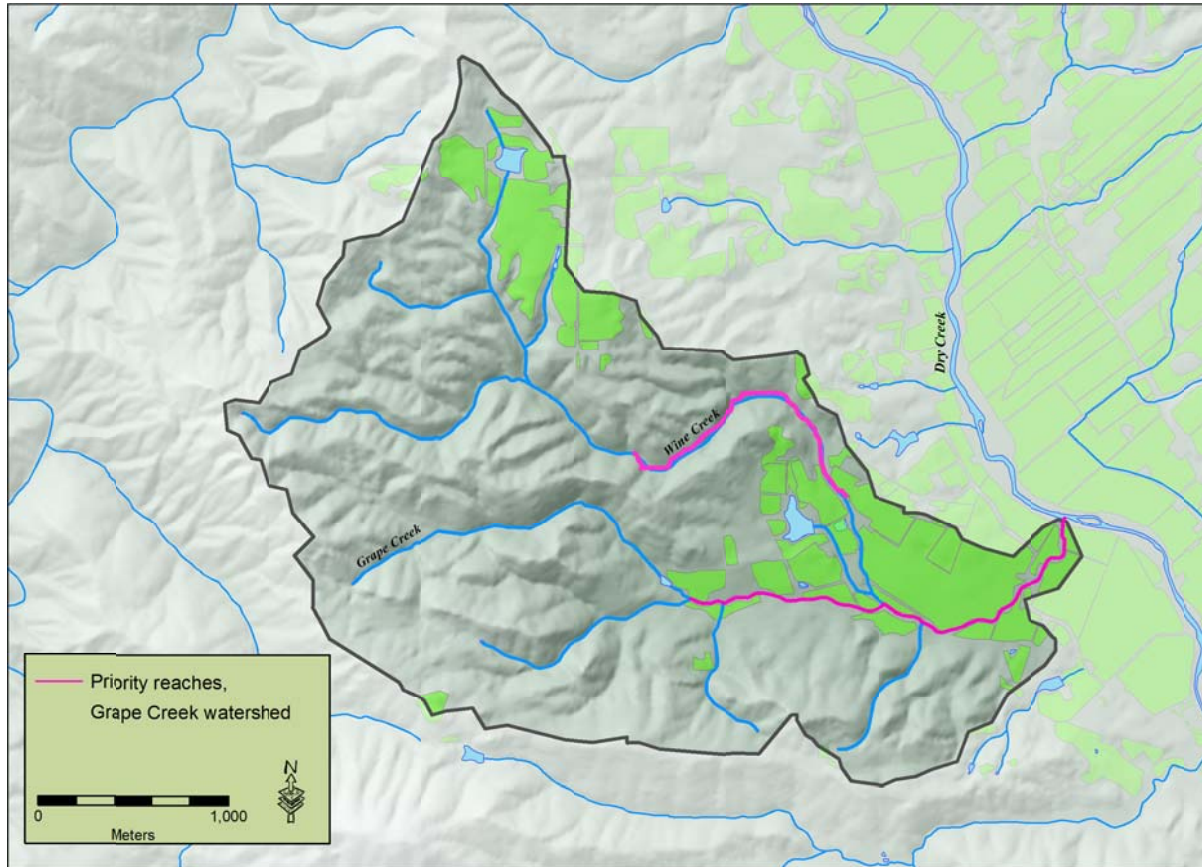 Dry Creek
Wine Creek
Grape Creek
Priority reaches,
Grape Creek watershed
N
0 1,000
Meters